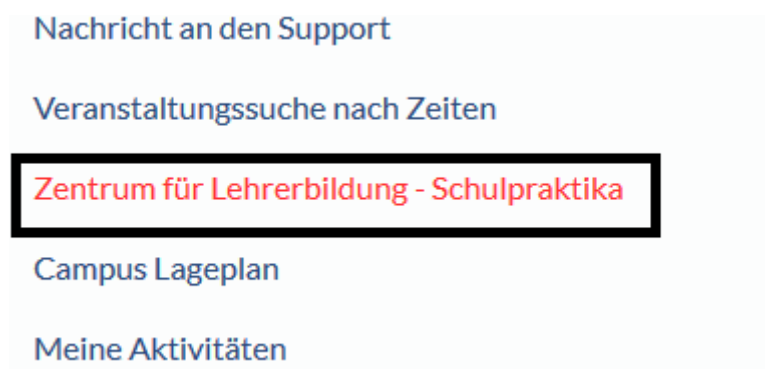 Nachricht an den Support
Veranstaltungssuche nach Zeiten
Zentrum für Lehrerbildung - Schulpraktika
Campus Lageplan
Meine Aktivitäten